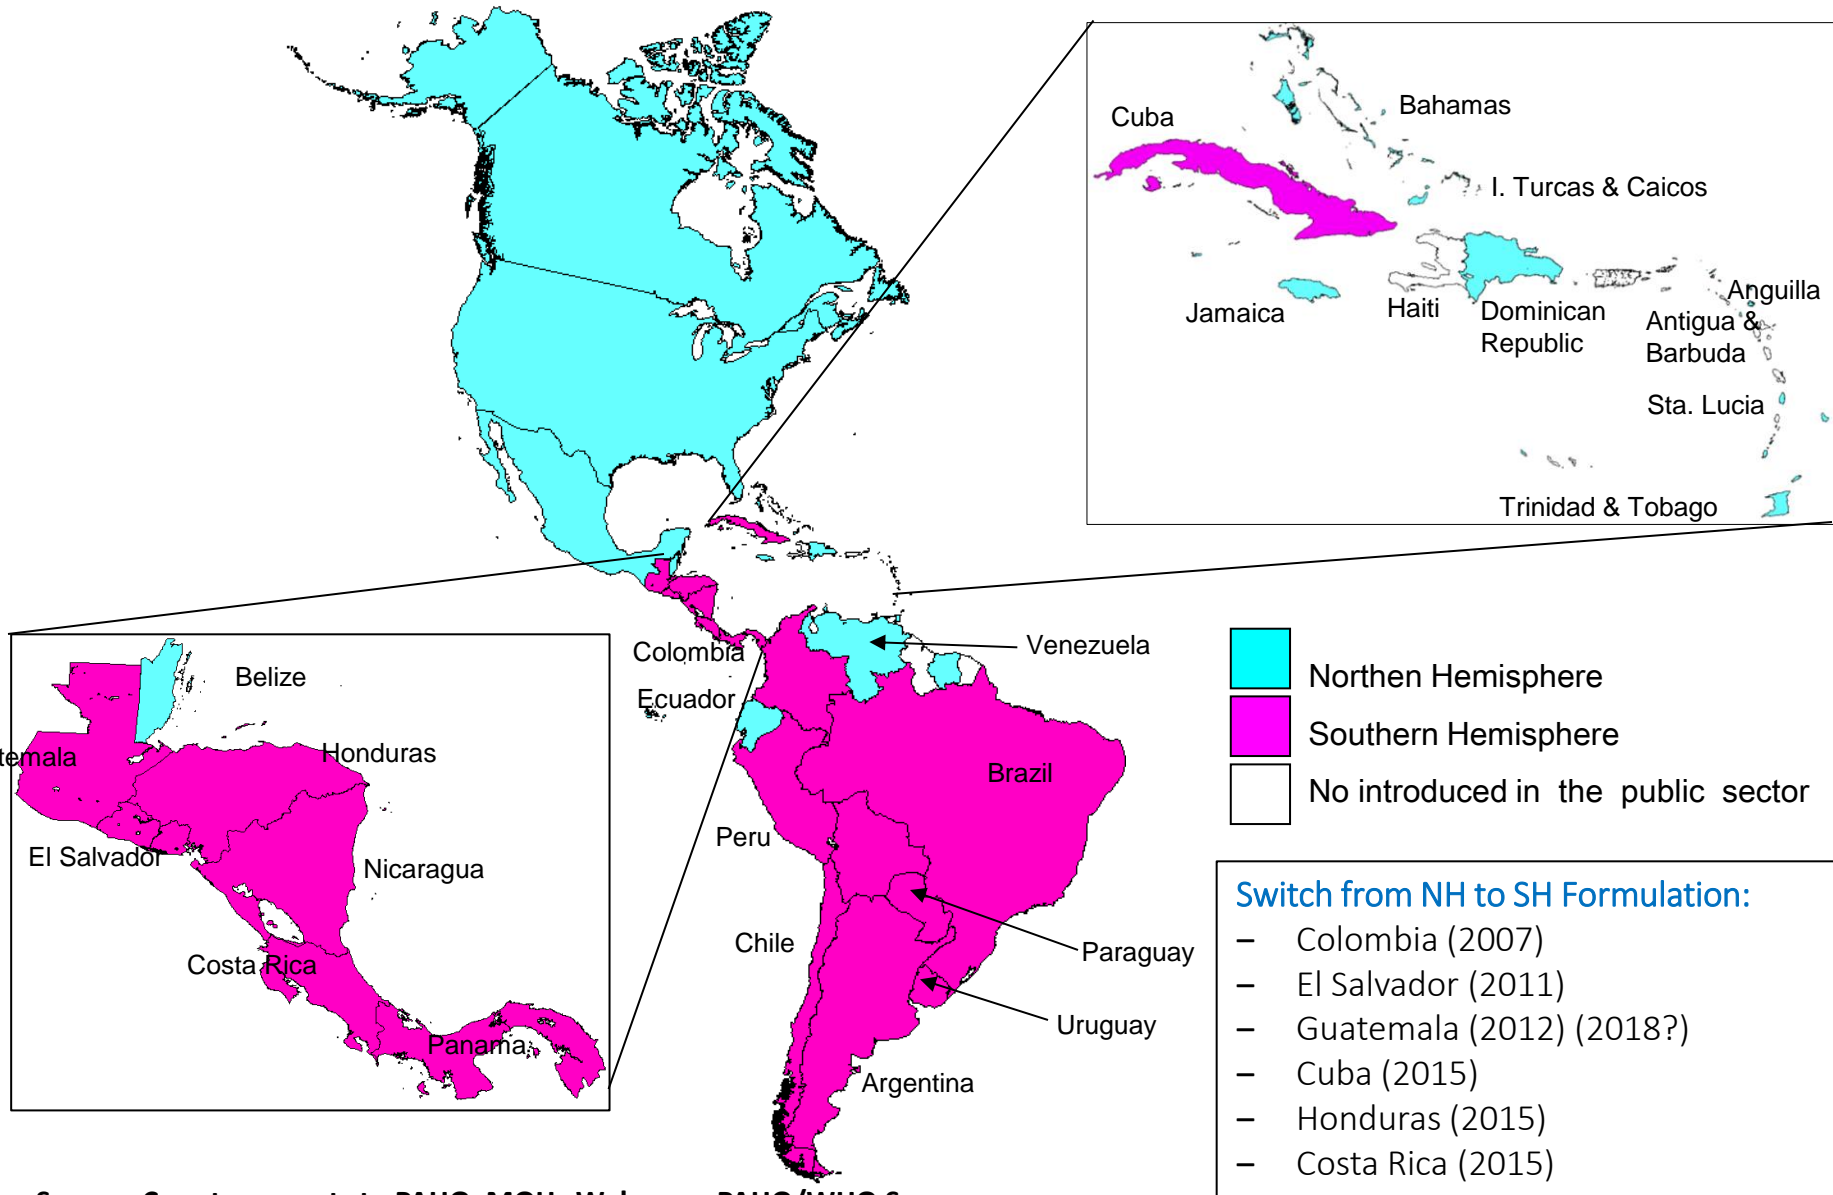 Cuba
Bahamas
I. Turcas & Caicos
Jamaica
Haiti
Dominican
Republic
Anguilla
Antigua &
Barbuda
Sta. Lucia
Trinidad & Tobago
Colombia
Ecuador
Venezuela
Brazil
Peru
Chile
Paraguay
Uruguay
Argentina
Belize
temala
Honduras
El Salvador
Nicaragua
Costa Rica
Panama
Northen Hemisphere
Southern Hemisphere
No introduced in the public sector
Switch from NH to SH Formulation:
– Colombia (2007)
– El Salvador (2011)
– Guatemala (2012) (2018?)
– Cuba (2015)
– Honduras (2015)
– Costa Rica (2015)